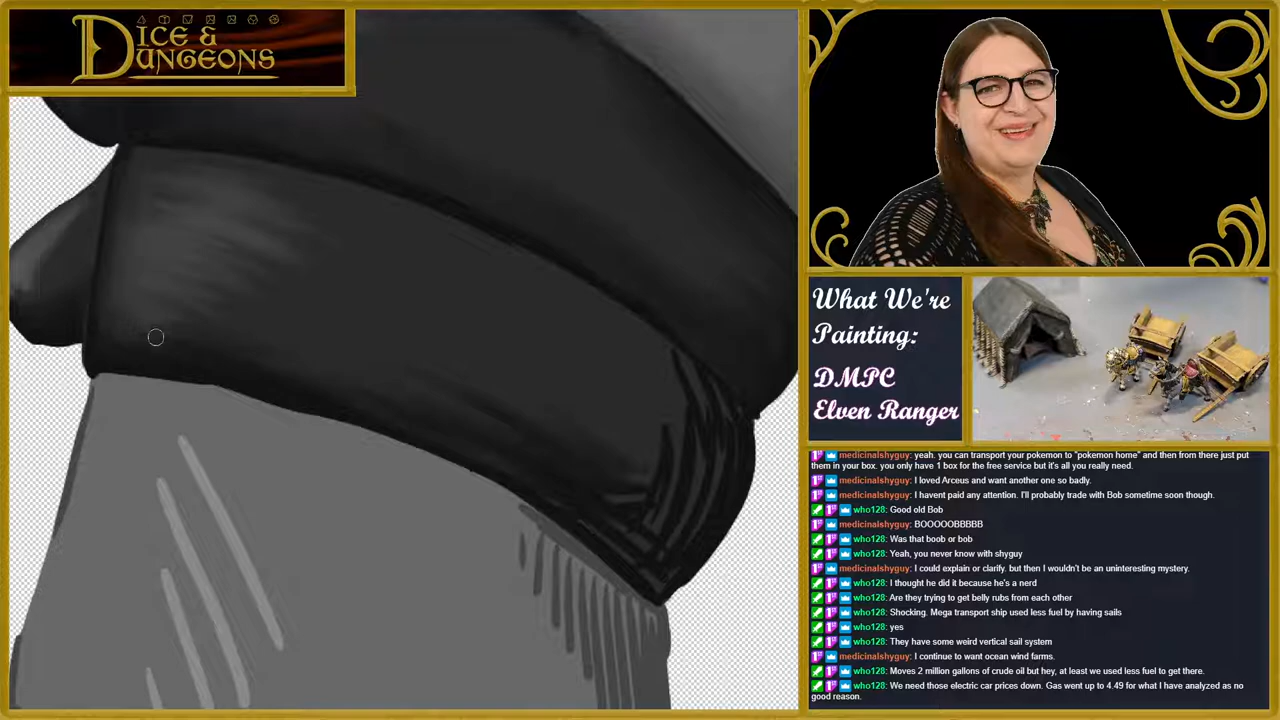 Dice &
Dungeons
What We're
Painting:
DMPC
Elven Ranger
medicinalshyguy: yeah. you can transport your pokemon to "pokemon home" and then from there just put
them in your box. you only have 1 box for the free service but it's all you really need.
medicinalshyguy: I loved Arceus and want another one so badly.
medicinalshyguy: I havent paid any attention. I'll probably trade with Bob sometime soon though.
who128: Good old Bob
medicinalshyguy: BOOOOOBBBBB
who128: Was that boob or bob
who128: Yeah, you never know with shyguy
medicinalshyguy: I could explain or clarify. but then I wouldn't be an uninteresting mystery.
who128: I thought he did it because he's a nerd
who128: Are they trying to get belly rubs from each other
who128: Shocking. Mega transport ship used less fuel by having sails
who128: yes
who128: They have some weird vertical sail system
medicinalshyguy: I continue to want ocean wind farms.
who128: Moves 2 million gallons of crude oil but hey, at least we used less fuel to get there.
who128: We need those electric car prices down. Gas went up to 4.49 for what I have analyzed as no
good reason.